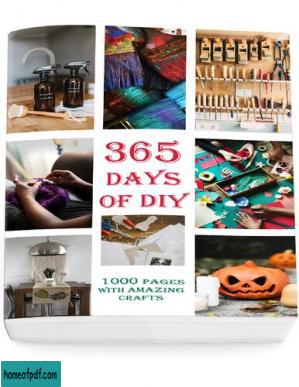 365
DAYS
OF DIY
1000 PAGES
WITH AMAZING
CRAFTS
homeofpdf.com